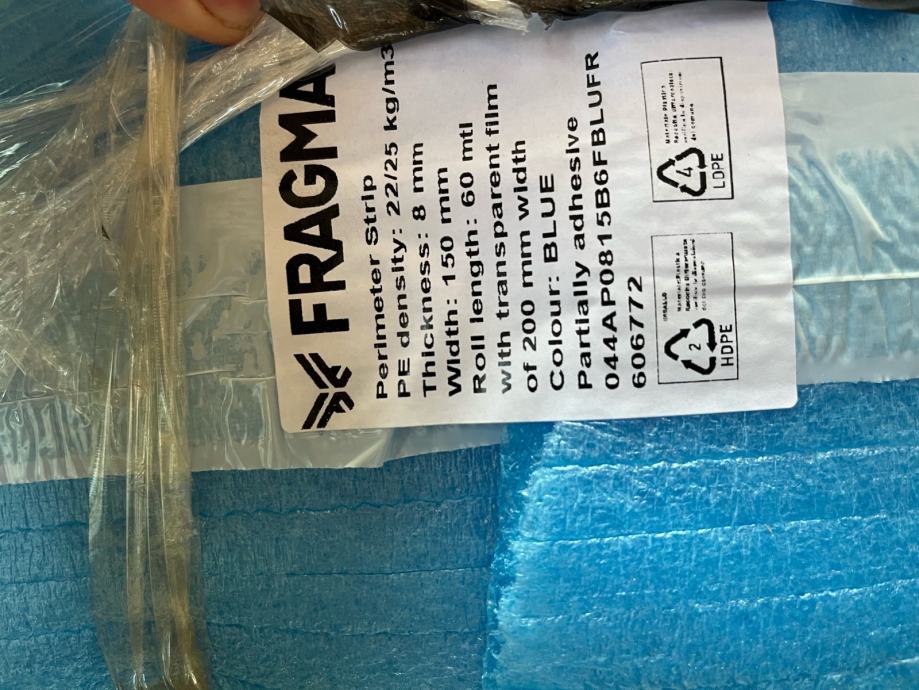 FRAGMA
Perimeter Strip
PE density: 22/25 kg/m3
Thickness: 8 mm
Width: 150 mm
Roll length: 60 mtl
with transparent film
of 200 mm width
Colour: BLUE
Partially adhesive
044AP0815B6FBLUFR
606772
2
HDPE
4
LDPE